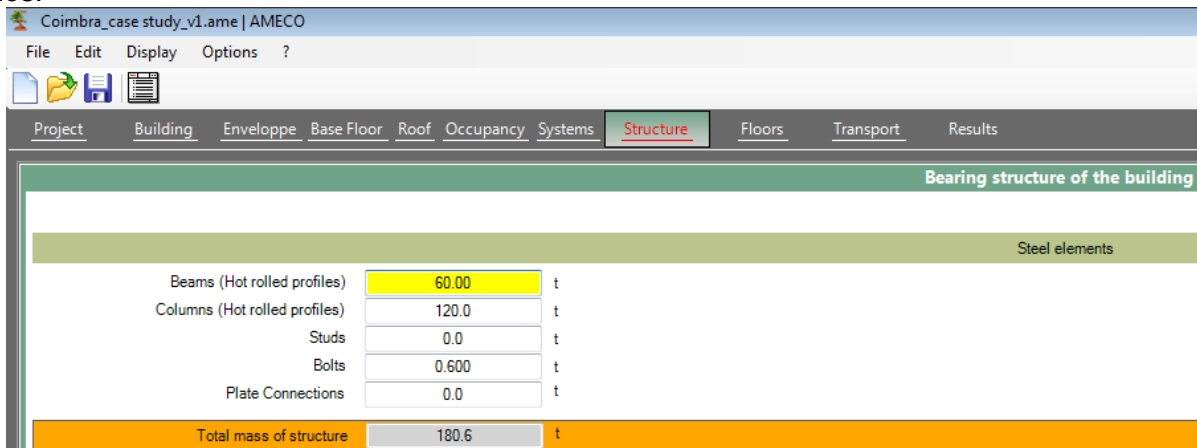 Coimbra_case study_v1.ame | AMECO
File Edit Display Options ?
Project Building Enveloppe Base Floor Roof Occupancy Systems Structure Floors Transport Results
Bearing structure of the building
Steel elements
Beams (Hot rolled profiles) 60.00 t
Columns (Hot rolled profiles) 120.0 t
Studs 0.0 t
Bolts 0.600 t
Plate Connections 0.0 t
Total mass of structure 180.6 t